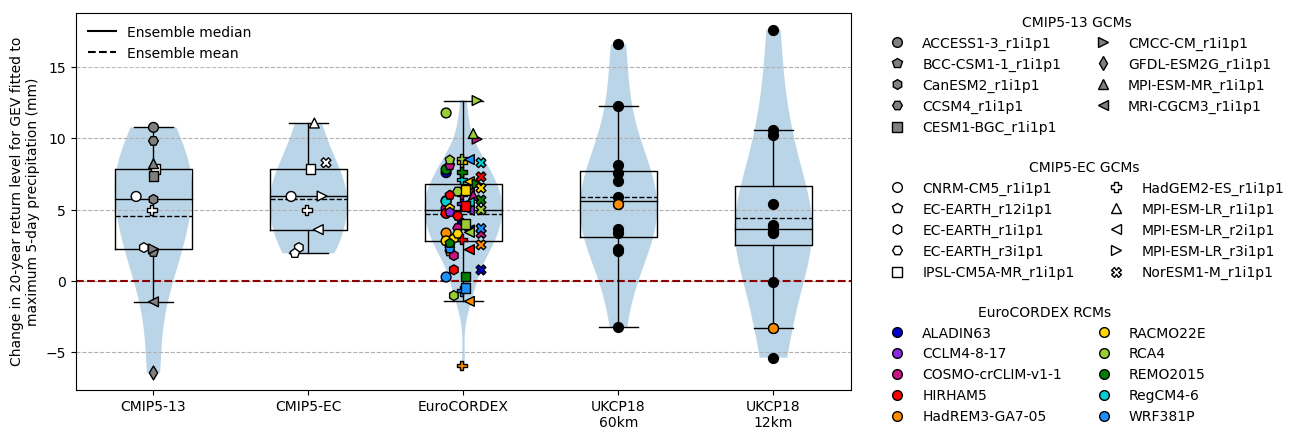 Change in 20-year return level for GEV fitted to
maximum 5-day precipitation (mm)
Ensemble median
Ensemble mean
15
10
5
0
−5
CMIP5-13
CMIP5-EC
EuroCORDEX
UKCP18
60km
UKCP18
12km
CMIP5-13 GCMs
ACCESS1-3_r1i1p1
BCC-CSM1-1_r1i1p1
CanESM2_r1i1p1
CCSM4_r1i1p1
CESM1-BGC_r1i1p1
CMCC-CM_r1i1p1
GFDL-ESM2G_r1i1p1
MPI-ESM-MR_r1i1p1
MRI-CGCM3_r1i1p1
CMIP5-EC GCMs
CNRM-CM5_r1i1p1
EC-EARTH_r12i1p1
EC-EARTH_r1i1p1
EC-EARTH_r3i1p1
IPSL-CM5A-MR_r1i1p1
HadGEM2-ES_r1i1p1
MPI-ESM-LR_r1i1p1
MPI-ESM-LR_r2i1p1
MPI-ESM-LR_r3i1p1
NorESM1-M_r1i1p1
EuroCORDEX RCMs
ALADIN63
CCLM4-8-17
COSMO-crCLIM-v1-1
HIRHAM5
HadREM3-GA7-05
RACMO22E
RCA4
REMO2015
RegCM4-6
WRF381P